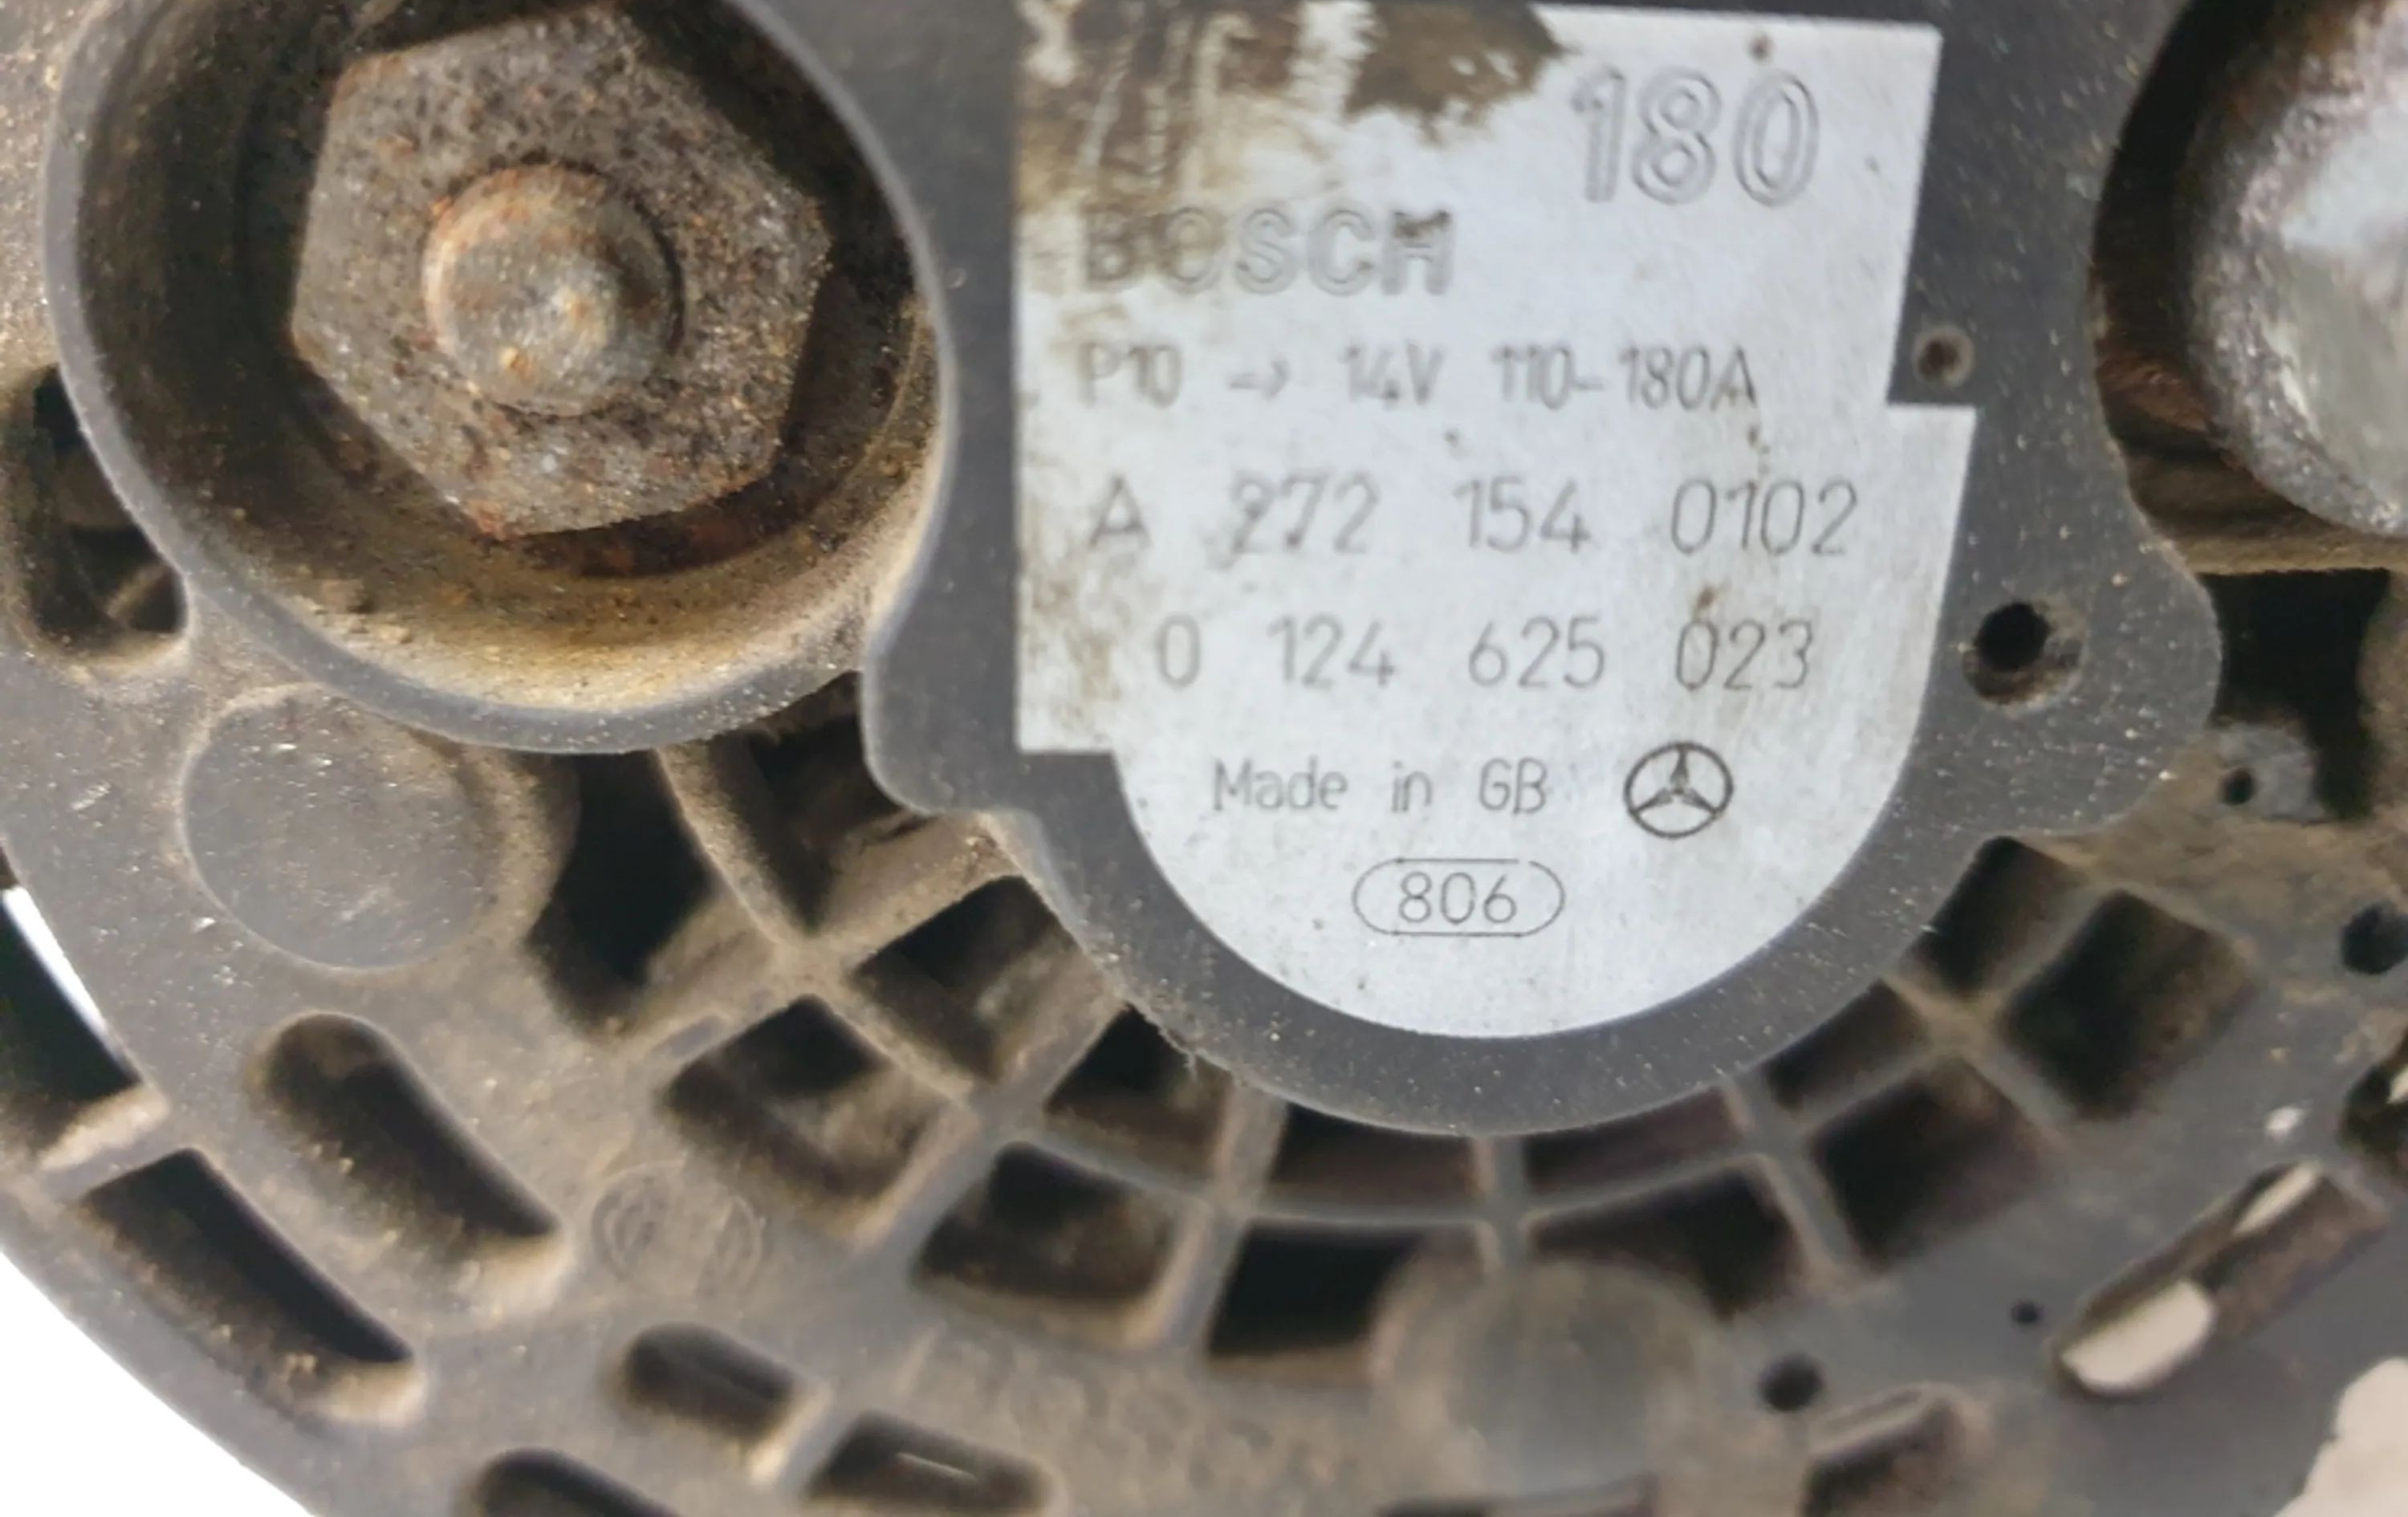 180
BOSCH
P10 → 14V 110-180A
A 272 154 0102
0 124 625 023
Made in GB
806